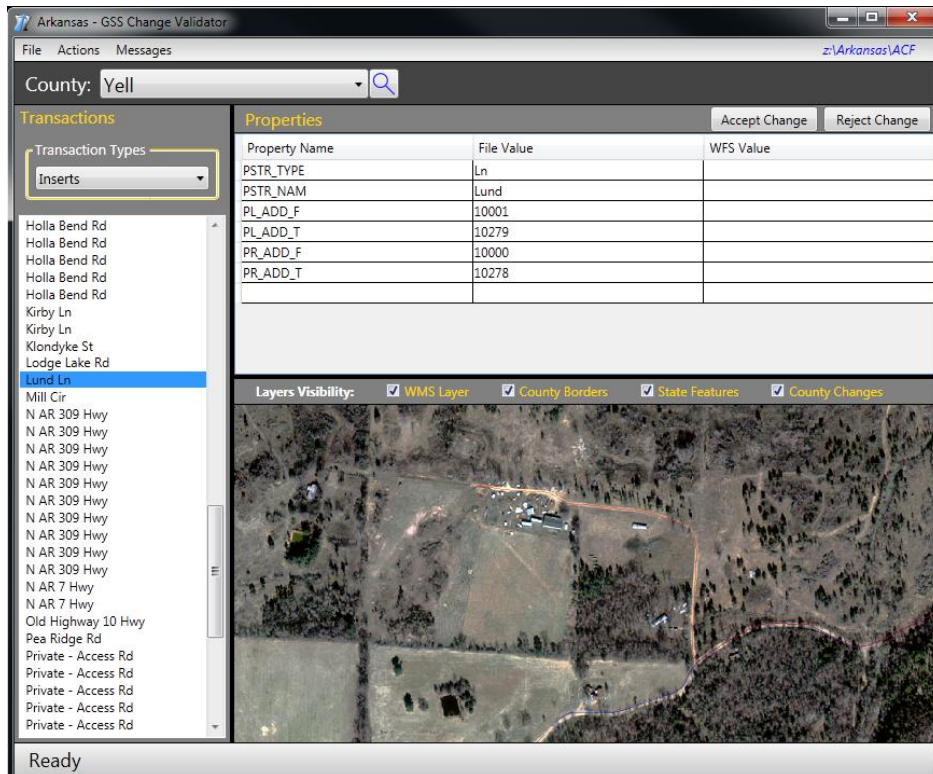 Arkansas - GSS Change Validator
File Actions Messages z:\Arkansas\ACF
County: Yell
Transactions
Transaction Types
Inserts
Holla Bend Rd
Holla Bend Rd
Holla Bend Rd
Holla Bend Rd
Holla Bend Rd
Kirby Ln
Kirby Ln
Klondyke St
Lodge Lake Rd
Lund Ln
Mill Cir
N AR 309 Hwy
N AR 309 Hwy
N AR 309 Hwy
N AR 309 Hwy
N AR 309 Hwy
N AR 309 Hwy
N AR 309 Hwy
N AR 309 Hwy
N AR 309 Hwy
N AR 309 Hwy
N AR 7 Hwy
N AR 7 Hwy
Old Highway 10 Hwy
Pea Ridge Rd
Private - Access Rd
Private - Access Rd
Private - Access Rd
Private - Access Rd
Private - Access Rd
Properties Accept Change Reject Change
Property Name File Value WFS Value
PSTR_TYPE Ln
PSTR_NAM Lund
PL_ADD_F 10001
PL_ADD_T 10279
PR_ADD_F 10000
PR_ADD_T 10278
Layers Visibility: WMS Layer County Borders State Features County Changes
Ready